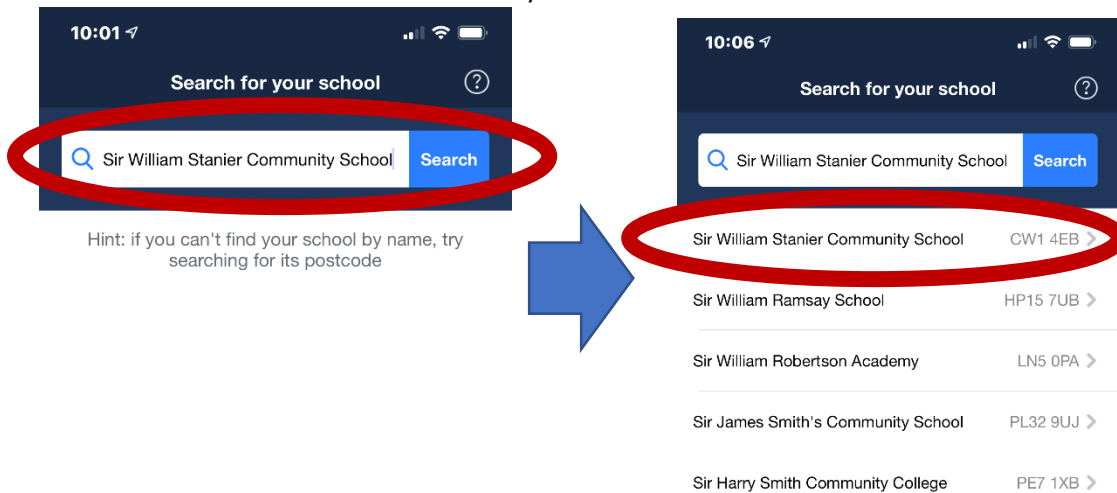 10:01
Search for your school
?
Sir William Stanier Community School Search
Hint: if you can't find your school by name, try
searching for its postcode
10:06
Search for your school
?
Sir William Stanier Community School Search
Sir William Stanier Community School CW1 4EB
Sir William Ramsay School HP15 7UB
Sir William Robertson Academy LN5 0PA
Sir James Smith's Community School PL32 9UJ
Sir Harry Smith Community College PE7 1XB